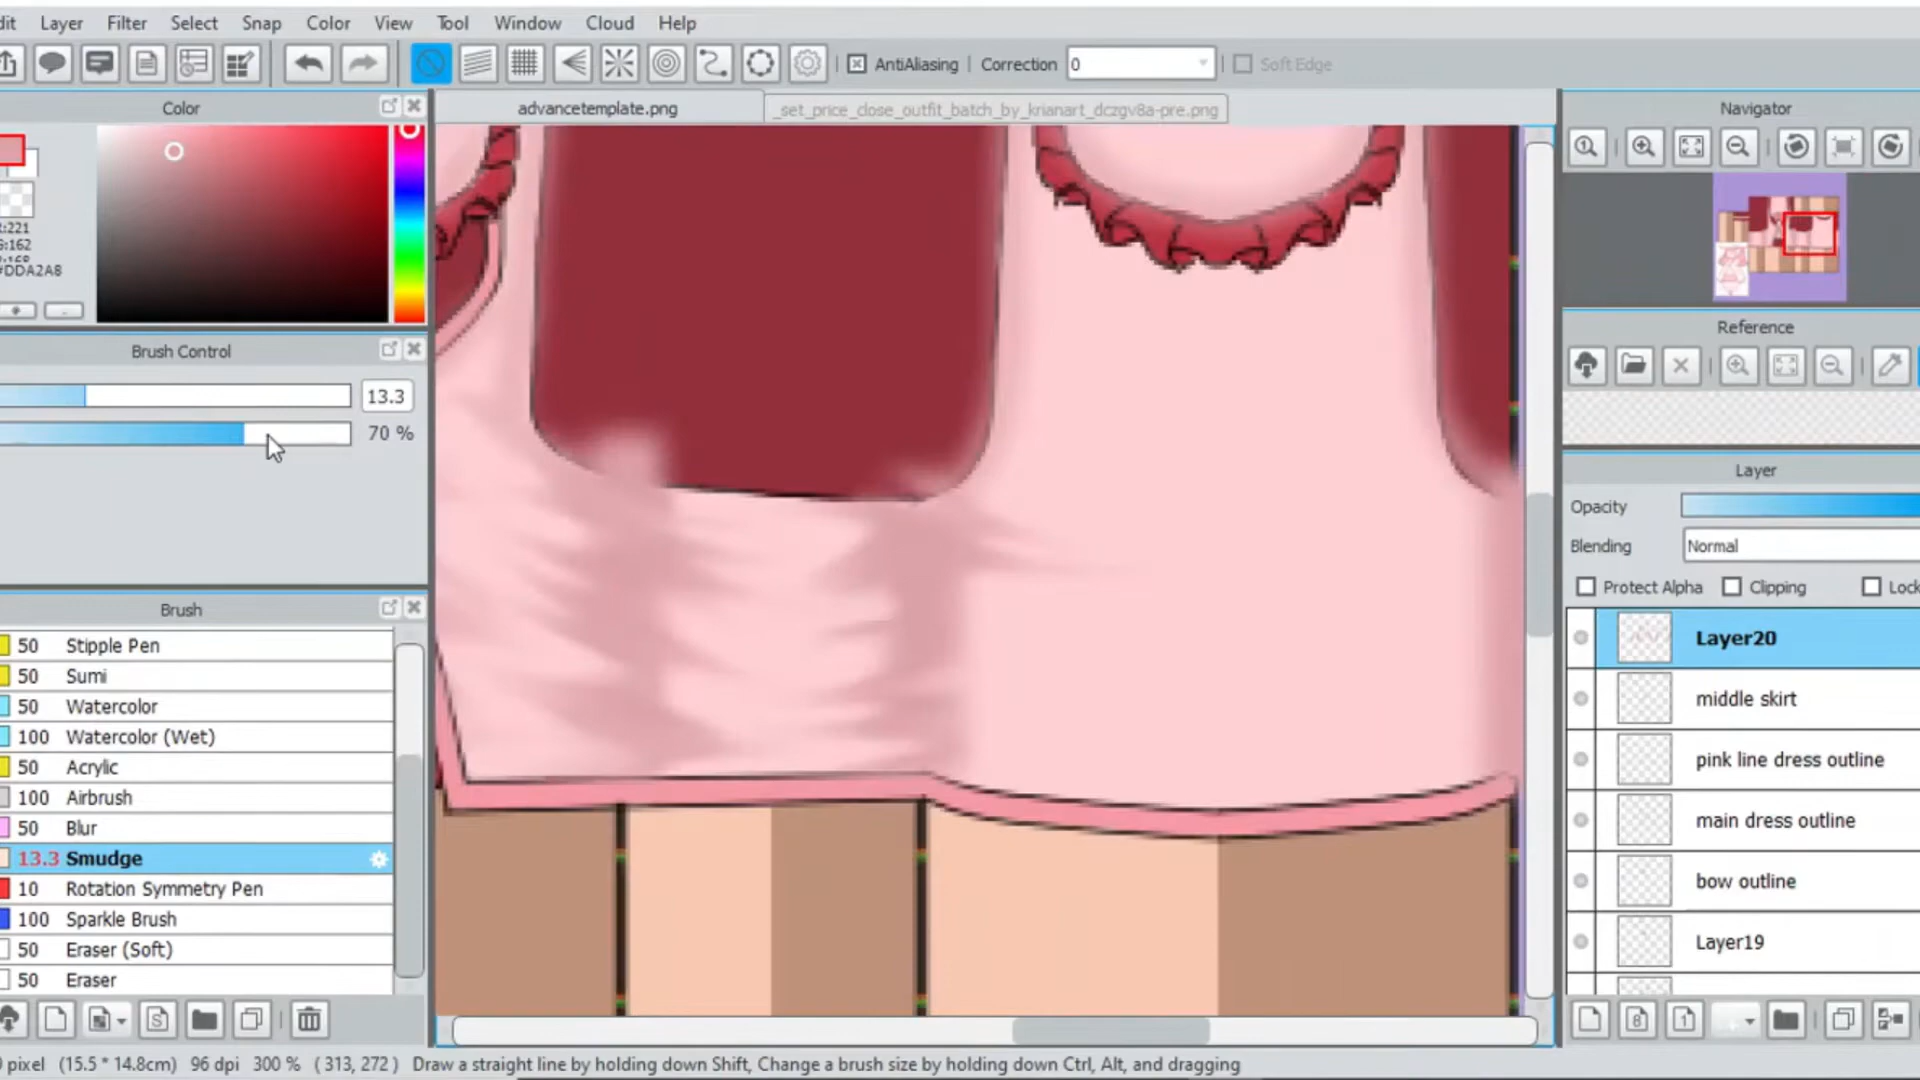 dit Layer Filter Select Snap Color View Tool Window Cloud Help
AntiAliasing Correction 0 Soft Edge
Color
R:221
G:162
#DDA2A8
Brush Control
13.3
70 %
Brush
50 Stipple Pen
50 Sumi
50 Watercolor
100 Watercolor (Wet)
50 Acrylic
100 Airbrush
50 Blur
13.3 Smudge
10 Rotation Symmetry Pen
100 Sparkle Brush
50 Eraser (Soft)
50 Eraser
advancetemplate.png
_set_price_close_outfit_batch_by_krianart_dczgv8a-pre.png
Navigator
Reference
Layer
Opacity
Blending Normal
Protect Alpha Clipping Lock
Layer20
middle skirt
pink line dress outline
main dress outline
bow outline
Layer19
pixel (15.5 * 14.8cm) 96 dpi 300 % ( 313, 272 ) Draw a straight line by holding down Shift, Change a brush size by holding down Ctrl, Alt, and dragging